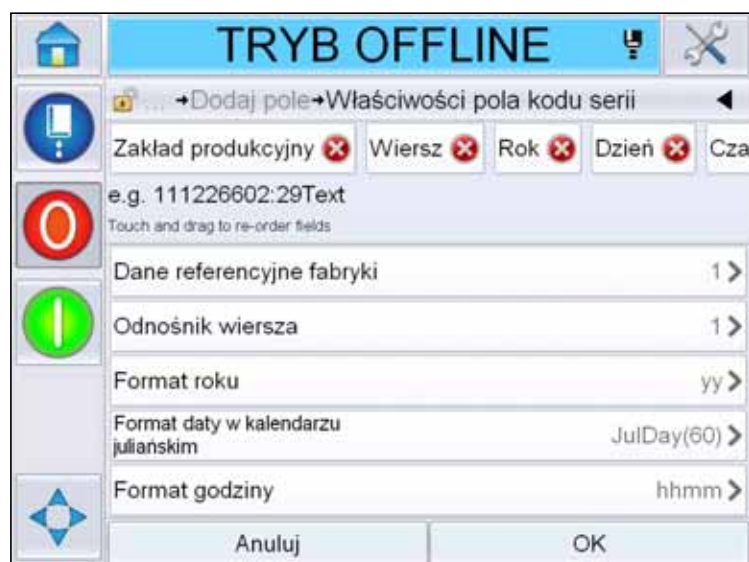 TRYB OFFLINE
... →Dodaj pole→Właściwości pola kodu serii
Zakład produkcyjny Wiersz Rok Dzień Cza
e.g. 111226602:29Text
Touch and drag to re-order fields
Dane referencyjne fabryki 1
Odnośnik wiersza 1
Format roku yy
Format daty w kalendarzu
juliańskim JulDay(60)
Format godziny hhmm
Anuluj OK